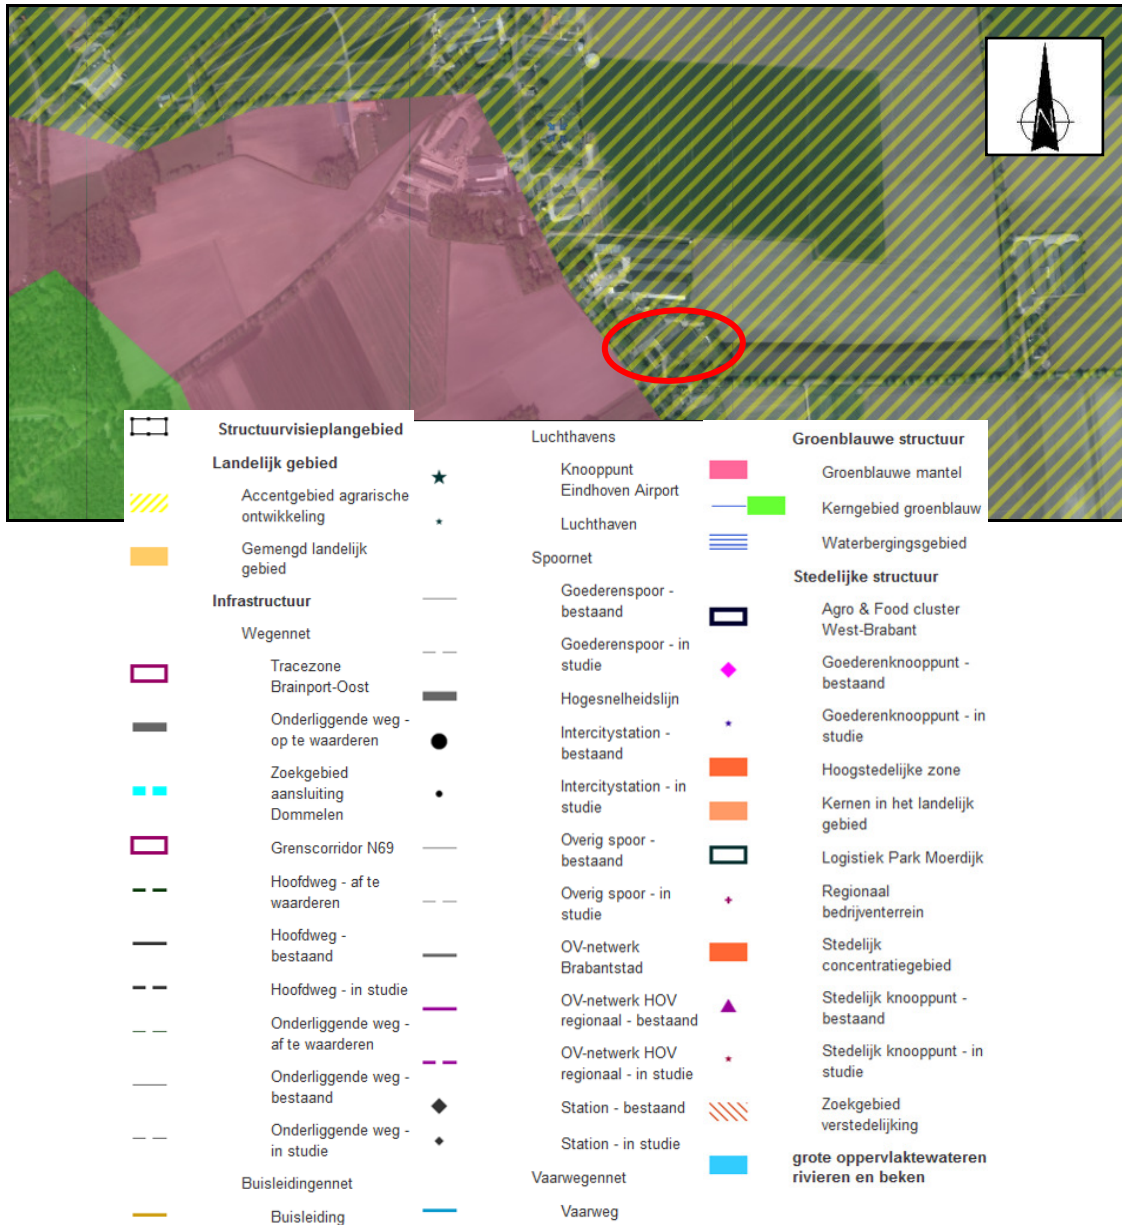 N
Structuurvisieplangebied
Landelijk gebied
Accentgebied agrarische
ontwikkeling
Gemengd landelijk
gebied
Infrastructuur
Wegennet
Tracezone
Brainport-Oost
Onderliggende weg -
op te waarderen
Zoekgebied
aansluiting
Dommelen
Grenscorridor N69
Hoofdweg - af te
waarderen
Hoofdweg -
bestaand
Hoofdweg - in studie
Onderliggende weg -
af te waarderen
Onderliggende weg -
bestaand
Onderliggende weg -
in studie
Buisleidingennet
Buisleiding
Luchthavens
Knooppunt
Eindhoven Airport
Luchthaven
Spoornet
Goederenspoor -
bestaand
Goederenspoor - in
studie
Hogesnelheidslijn
Intercitystation -
bestaand
Intercitystation - in
studie
Overig spoor -
bestaand
Overig spoor - in
studie
OV-netwerk
Brabantstad
OV-netwerk HOV
regionaal - bestaand
OV-netwerk HOV
regionaal - in studie
Station - bestaand
Station - in studie
Vaarwegennet
Vaarweg
Groenblauwe structuur
Groenblauwe mantel
Kerngebied groenblauw
Waterbergingsgebied
Stedelijke structuur
Agro & Food cluster
West-Brabant
Goederenknooppunt -
bestaand
Goederenknooppunt - in
studie
Hoogstedelijke zone
Kernen in het landelijk
gebied
Logistiek Park Moerdijk
Regionaal
bedrijventerrein
Stedelijk
concentratiegebied
Stedelijk knooppunt -
bestaand
Stedelijk knooppunt - in
studie
Zoekgebied
verstedelijking
grote oppervlaktewateren
rivieren en beken